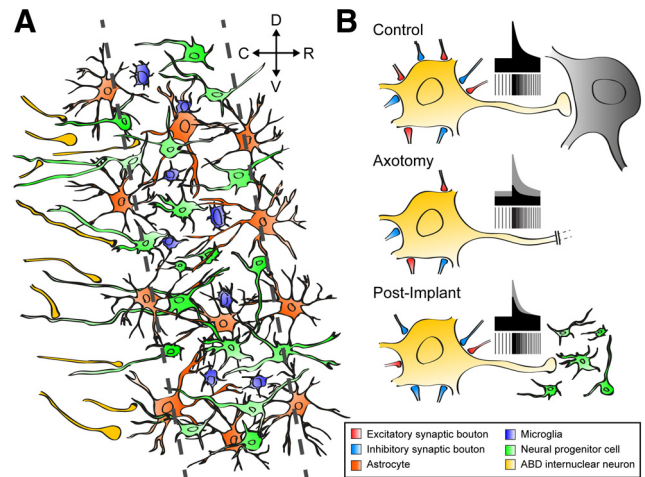 A
D
C
R
V
B
Control
Axotomy
Post-Implant
Excitatory synaptic bouton
Inhibitory synaptic bouton
Astrocyte
Microglia
Neural progenitor cell
ABD internuclear neuron